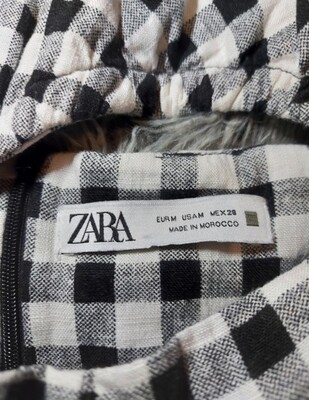 ZARA
EUR M USA M MEX 28
MADE IN MOROCCO